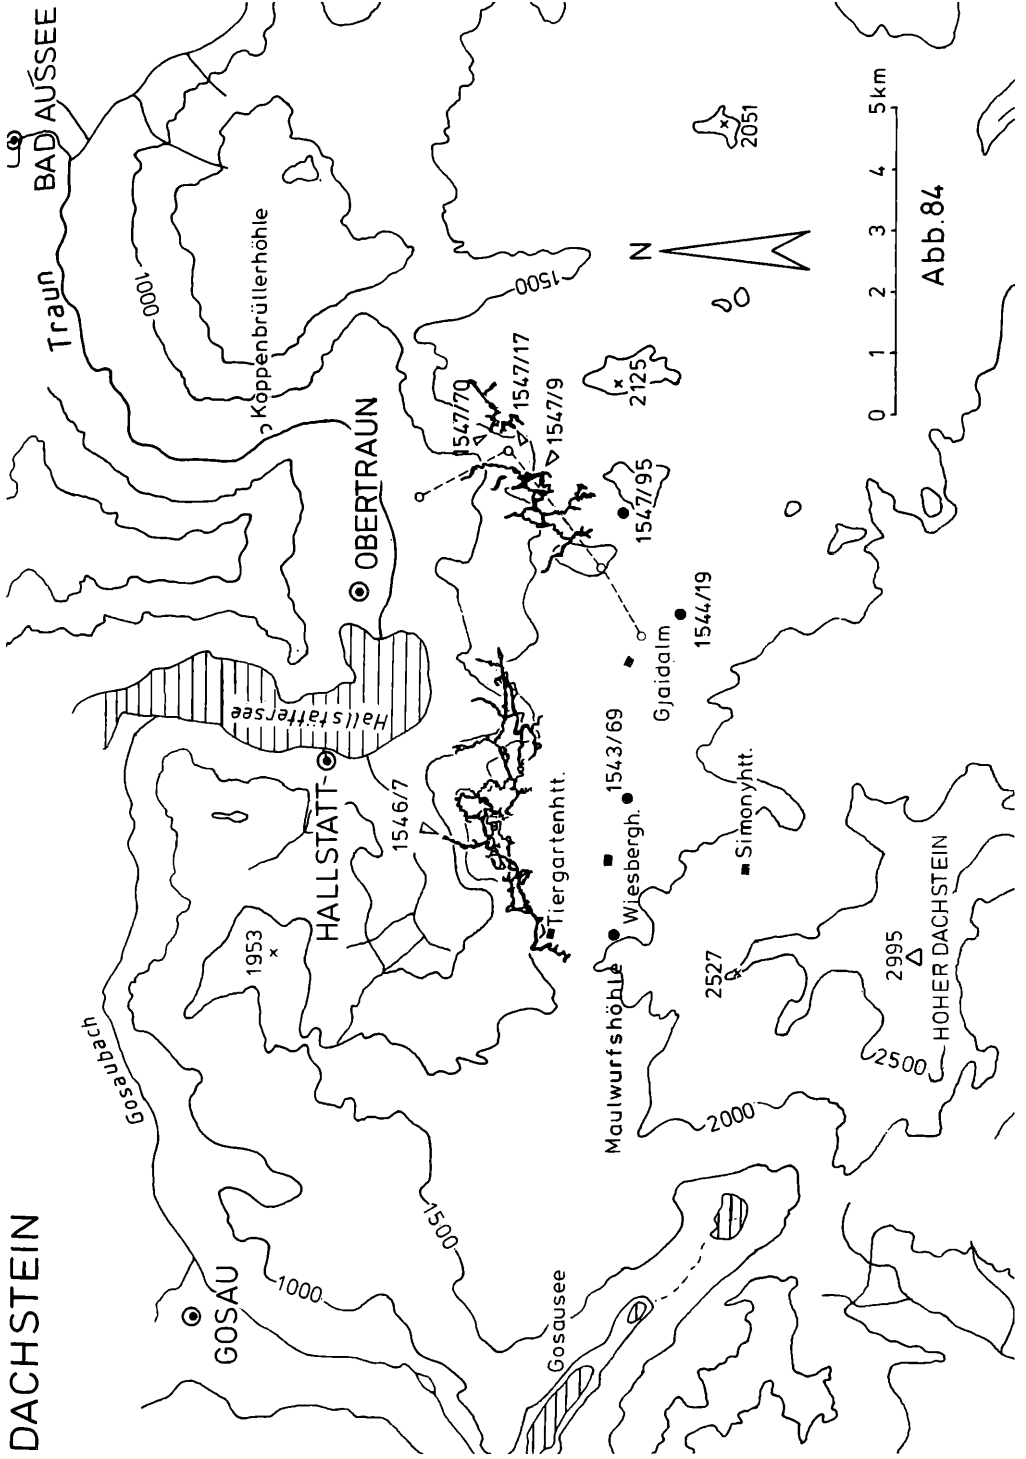 DACHSTEIN
BAD AUSSEE
Traun
1000
Koppenbrüllerhöhle
Gosaubach
GOSAU
1000
1953
HALLSTATT
Hallstättersee
OBERTRAUN
1546/7
1547/70
1547/17
1547/9
1500
2051
1500
Tiergartenhtt.
1547/95
2125
N
Gosausee
Maulwurfshöhle
Wiesbergh.
1543/69
Gjaidalm
1544/19
2000
2527
Simonyhtt.
2500
2995
HOHER DACHSTEIN
0 1 2 3 4 5km
Abb.84